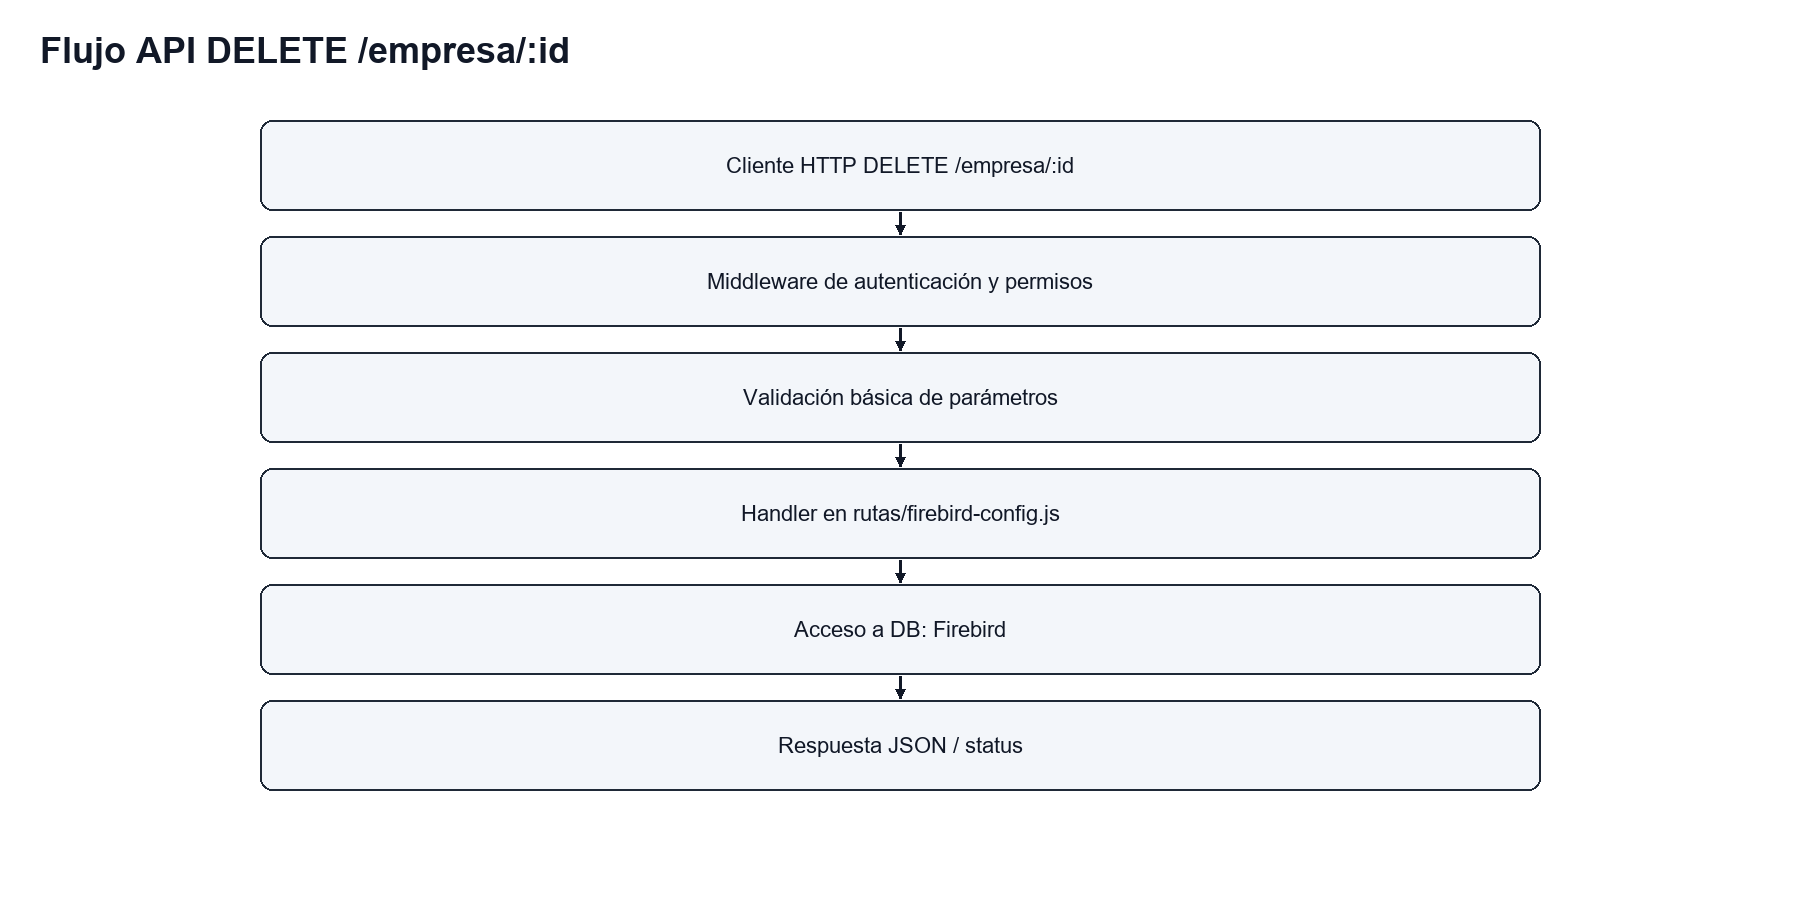 Flujo API DELETE /empresa/:id
Cliente HTTP DELETE /empresa/:id
Middleware de autenticación y permisos
Validación básica de parámetros
Handler en rutas/firebird-config.js
Acceso a DB: Firebird
Respuesta JSON / status